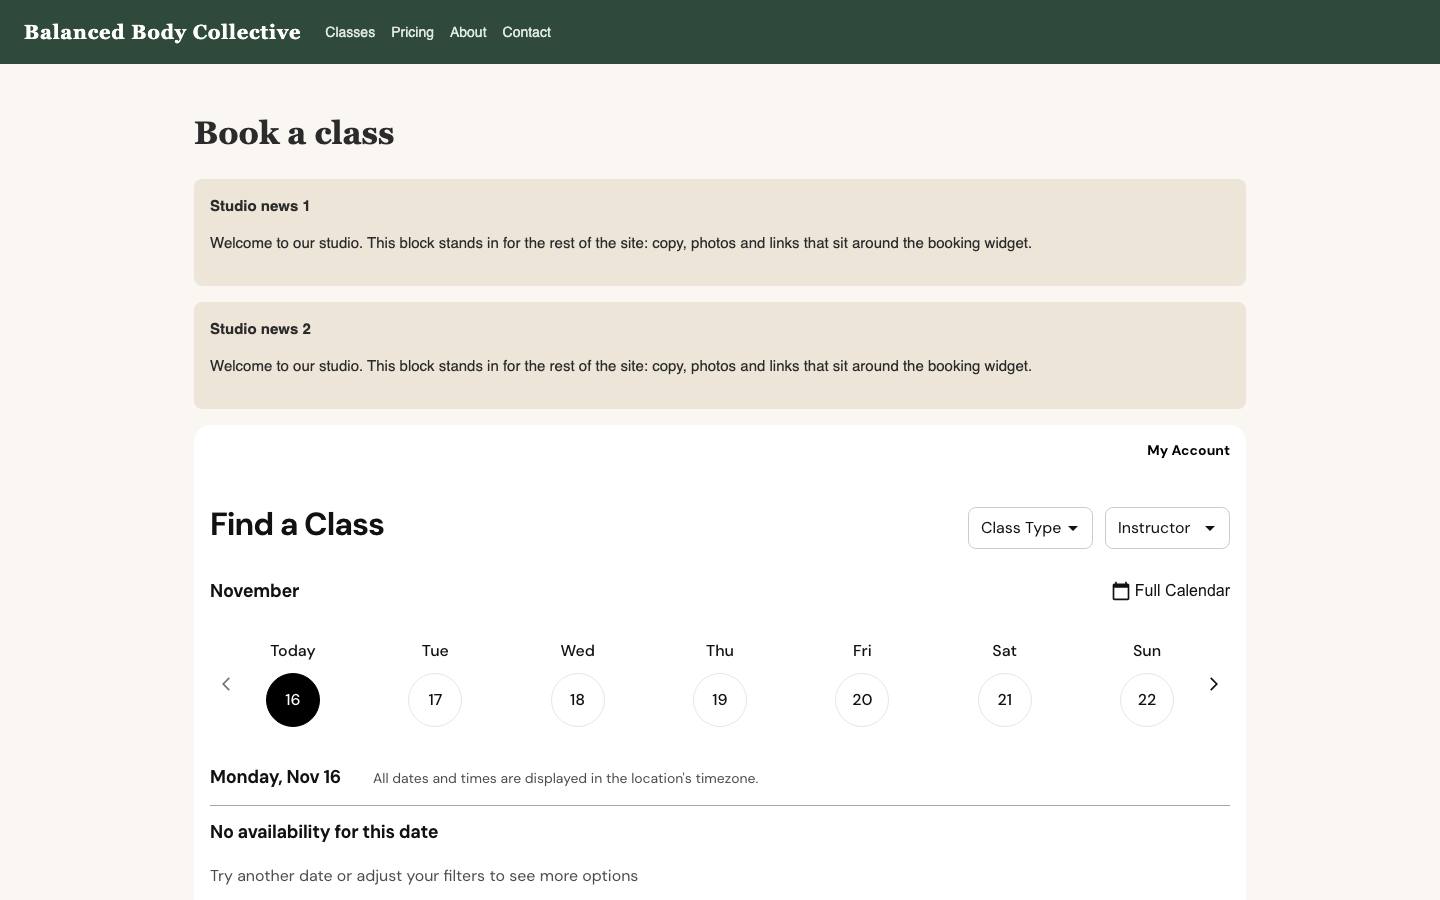 Balanced Body Collective Classes Pricing About Contact
Book a class
Studio news 1
Welcome to our studio. This block stands in for the rest of the site: copy, photos and links that sit around the booking widget.
Studio news 2
Welcome to our studio. This block stands in for the rest of the site: copy, photos and links that sit around the booking widget.
My Account
Find a Class Class Type Instructor
November Full Calendar
Today Tue Wed Thu Fri Sat Sun
16 17 18 19 20 21 22
Monday, Nov 16 All dates and times are displayed in the location's timezone.
No availability for this date
Try another date or adjust your filters to see more options